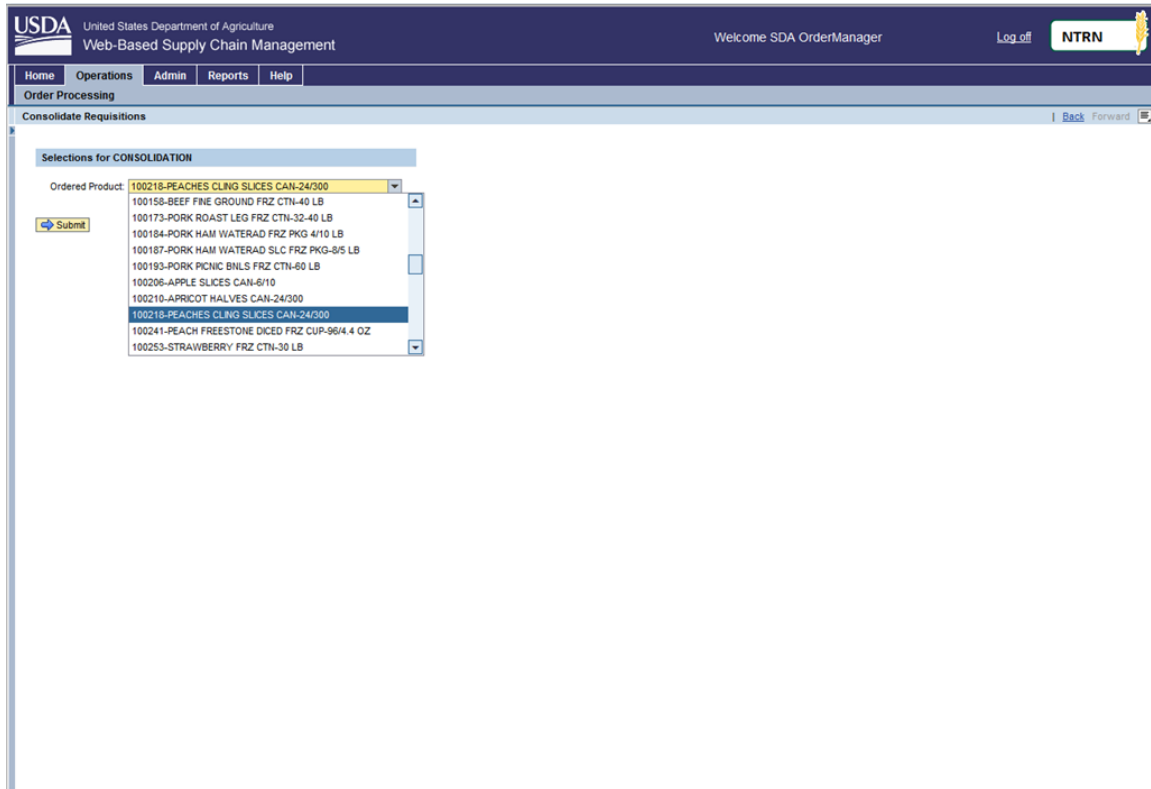 USDA United States Department of Agriculture
Web-Based Supply Chain Management
Welcome SDA OrderManager
Log off
NTRN
Home Operations Admin Reports Help
Order Processing
Consolidate Requisitions | Back Forward
Selections for CONSOLIDATION
Ordered Product: 100218-PEACHES CLING SLICES CAN-24/300
100158-BEEF FINE GROUND FRZ CTN-40 LB
100173-PORK ROAST LEG FRZ CTN-32-40 LB
100184-PORK HAM WATERAD FRZ PKG 4/10 LB
100187-PORK HAM WATERAD SLC FRZ PKG-8/5 LB
100193-PORK PICNIC BNLS FRZ CTN-60 LB
100206-APPLE SLICES CAN-6/10
100210-APRICOT HALVES CAN-24/300
100218-PEACHES CLING SLICES CAN-24/300
100241-PEACH FREESTONE DICED FRZ CUP-96/4.4 OZ
100253-STRAWBERRY FRZ CTN-30 LB
Submit